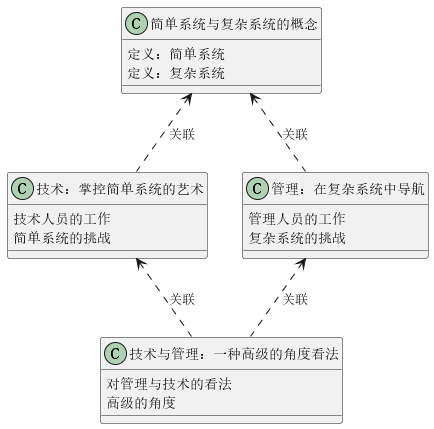 C 简单系统与复杂系统的概念
定义：简单系统
定义：复杂系统
关联
关联
C 技术：掌控简单系统的艺术
技术人员的工作
简单系统的挑战
C 管理：在复杂系统中导航
管理人员的工作
复杂系统的挑战
关联
关联
C 技术与管理：一种高级的角度看法
对管理与技术的看法
高级的角度